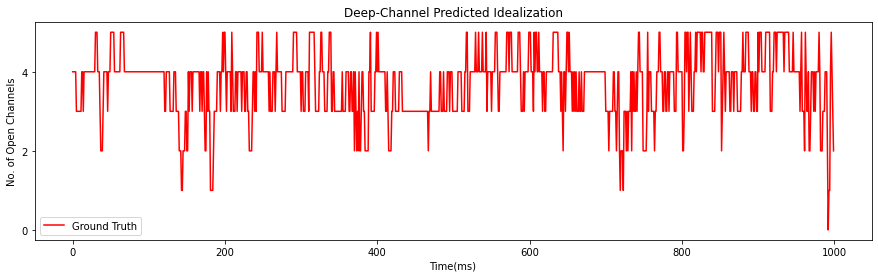 Deep-Channel Predicted Idealization
No. of Open Channels
4
2
0
Ground Truth
0
200
400
600
800
1000
Time(ms)